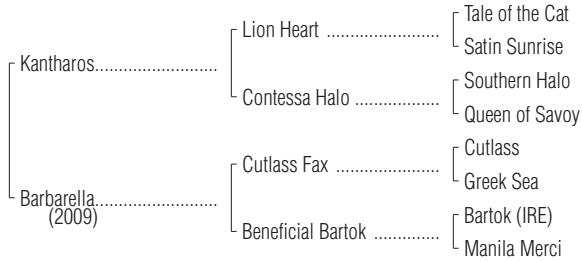 Tale of the Cat
Lion Heart ......................
Satin Sunrise
Kantharos........................
Southern Halo
Contessa Halo .................
Queen of Savoy
Cutlass
Cutlass Fax ....................
Greek Sea
Barbarella........................
(2009)
Bartok (IRE)
Beneficial Bartok .............
Manila Merci